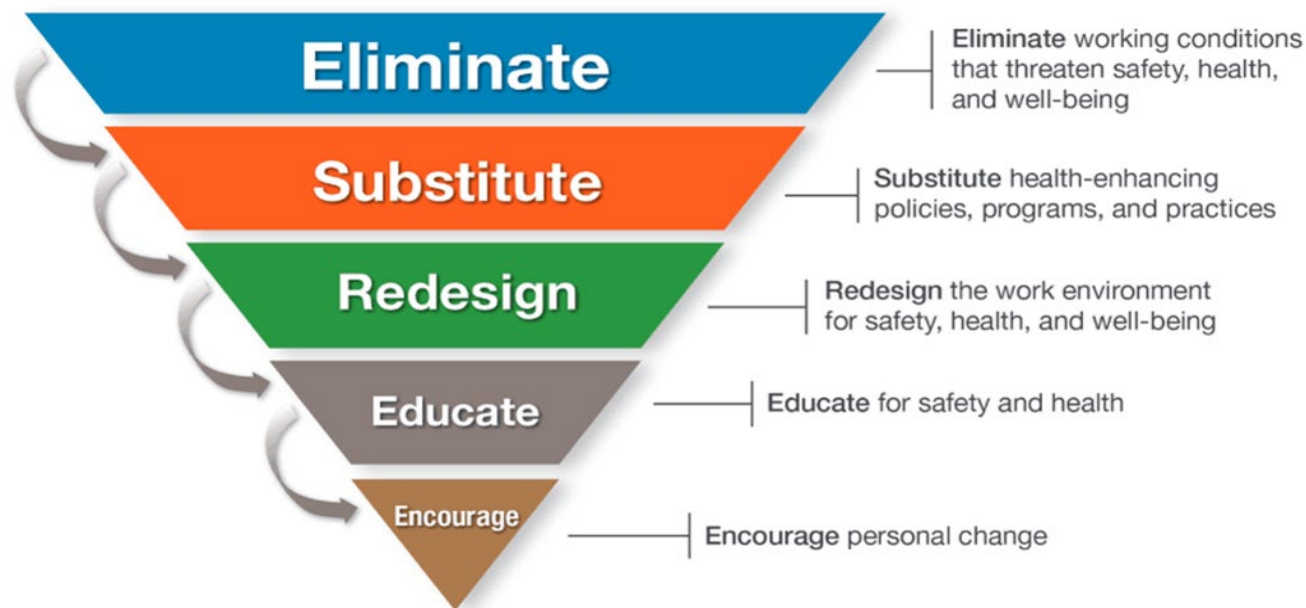 Eliminate
Eliminate working conditions
that threaten safety, health,
and well-being
Substitute
Substitute health-enhancing
policies, programs, and practices
Redesign
Redesign the work environment
for safety, health, and well-being
Educate
Educate for safety and health
Encourage
Encourage personal change